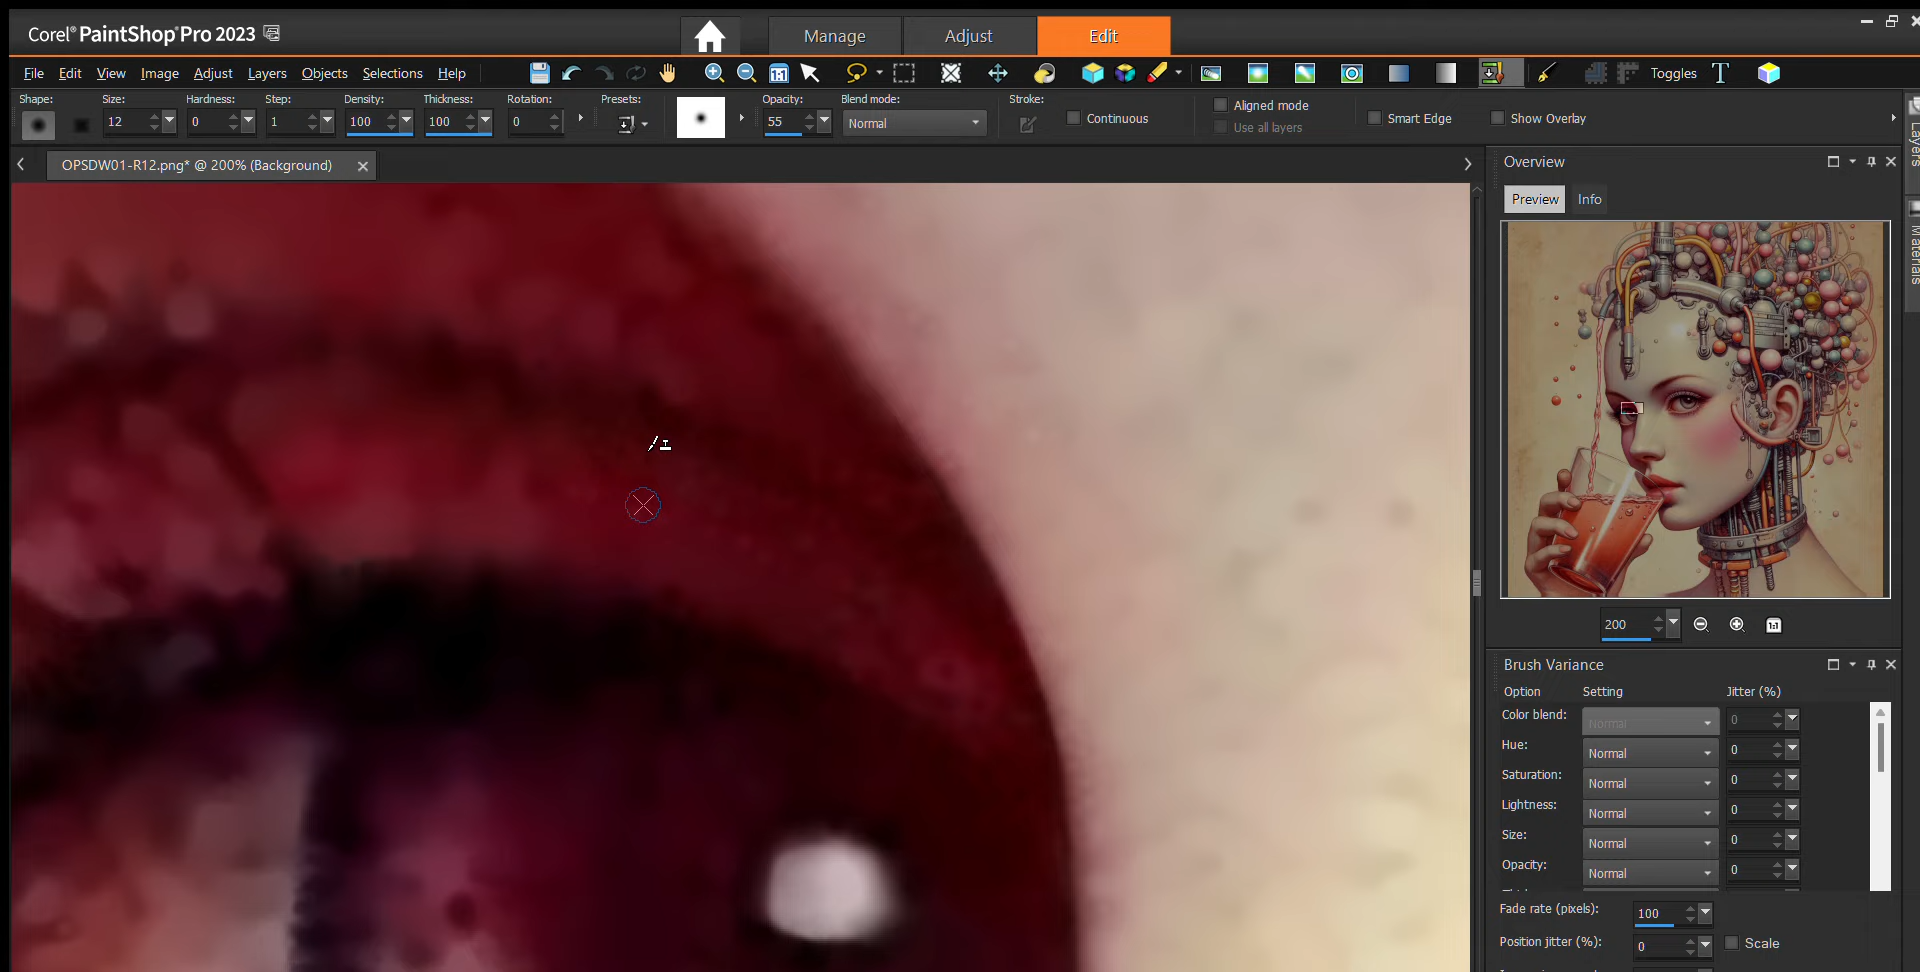 Corel® PaintShop® Pro 2023
Manage
Adjust
Edit
File Edit View Image Adjust Layers Objects Selections Help
1:1
Toggles
Shape: Size: Hardness: Step: Density: Thickness: Rotation: Presets: Opacity: Blend mode: Stroke:
12 0 1 100 100 0 55 Normal
Continuous
Aligned mode
Use all layers
Smart Edge
Show Overlay
OPSDW01-R12.png* @ 200% (Background)
Overview
Preview Info
200
1:1
Brush Variance
Option Setting Jitter (%)
Color blend: Normal 0
Hue: Normal 0
Saturation: Normal 0
Lightness: Normal 0
Size: Normal 0
Opacity: Normal 0
Fade rate (pixels): 100
Position jitter (%): 0 Scale
Layers
Materials